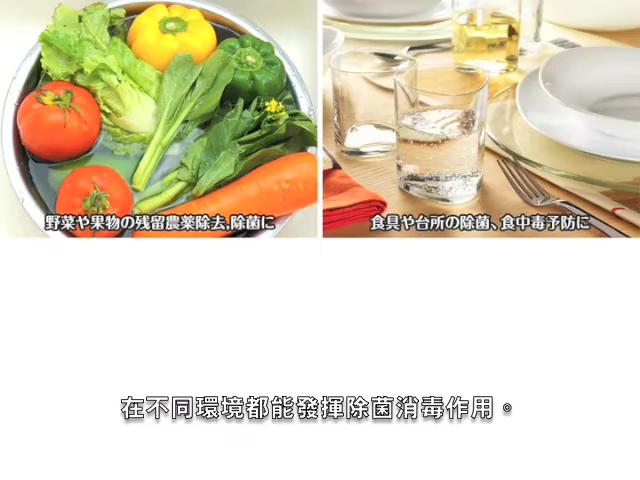 野菜や果物の残留農薬除去,除菌に
食具や台所の除菌、食中毒予防に
在不同環境都能發揮除菌消毒作用。